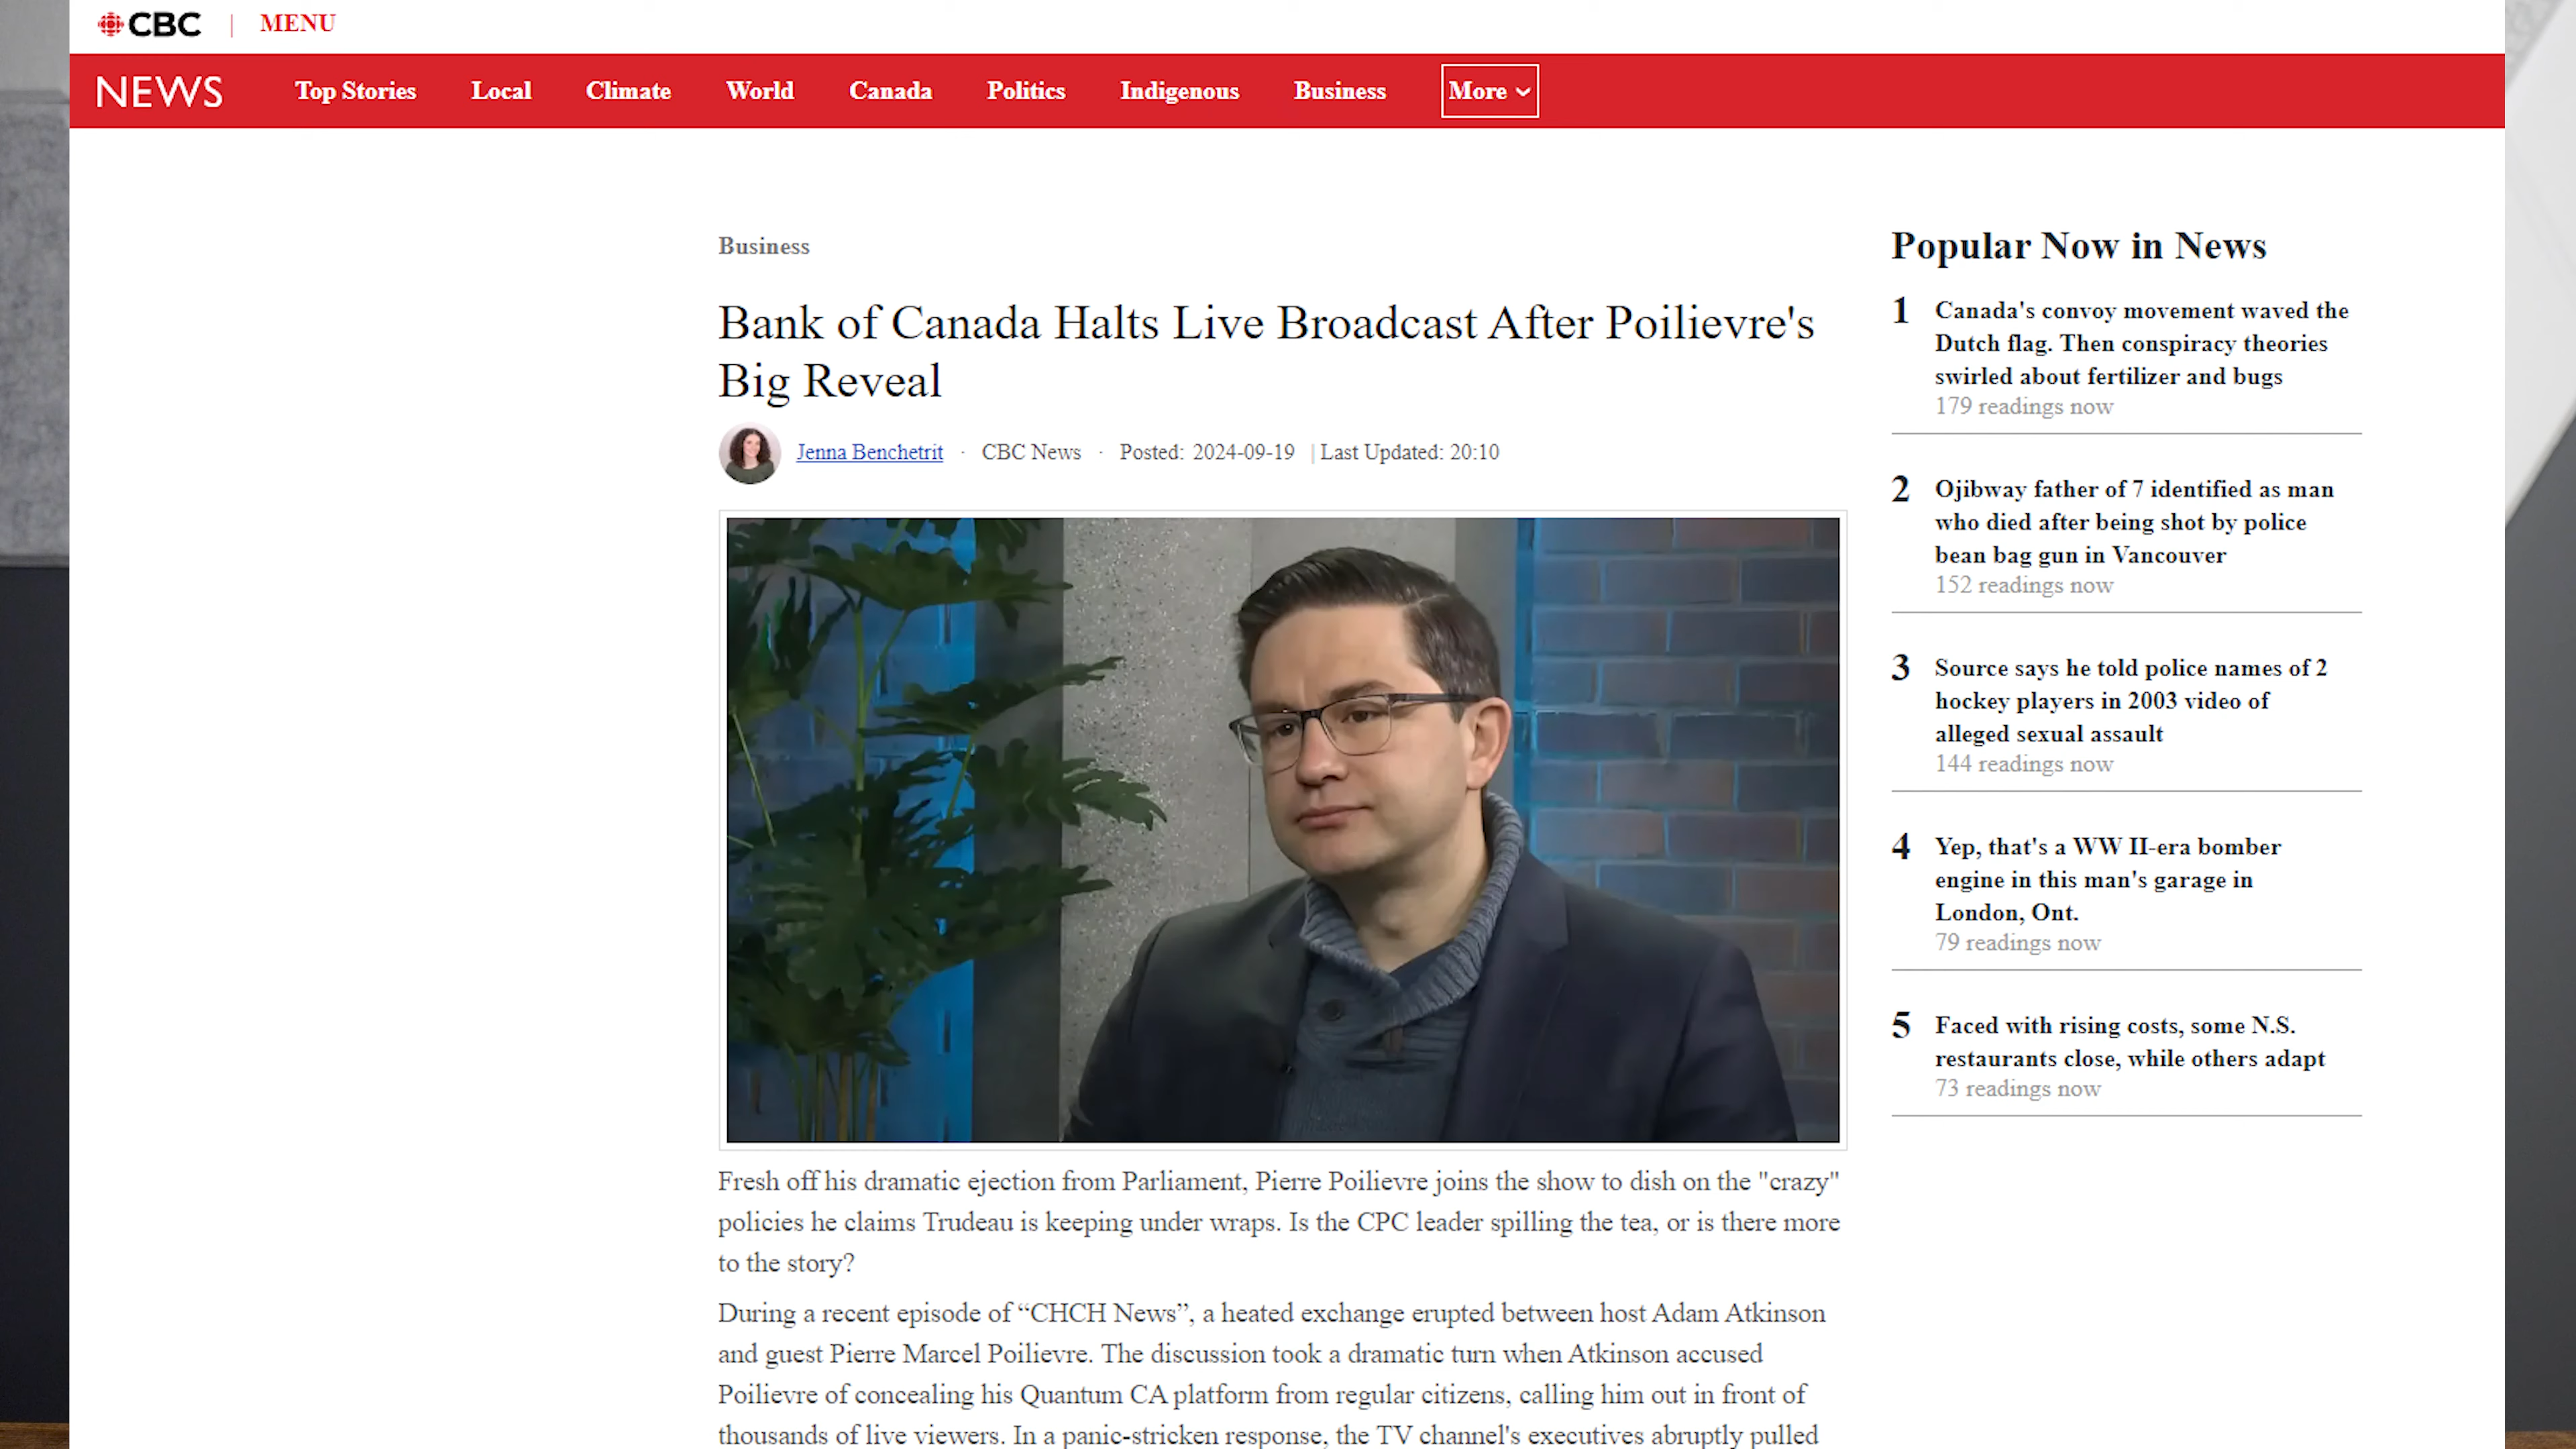 CBC | MENU
NEWS Top Stories Local Climate World Canada Politics Indigenous Business More
Business
Bank of Canada Halts Live Broadcast After Poilievre's
Big Reveal
Jenna Benchetrit · CBC News · Posted: 2024-09-19 | Last Updated: 20:10
Fresh off his dramatic ejection from Parliament, Pierre Poilievre joins the show to dish on the "crazy"
policies he claims Trudeau is keeping under wraps. Is the CPC leader spilling the tea, or is there more
to the story?
During a recent episode of “CHCH News”, a heated exchange erupted between host Adam Atkinson
and guest Pierre Marcel Poilievre. The discussion took a dramatic turn when Atkinson accused
Poilievre of concealing his Quantum CA platform from regular citizens, calling him out in front of
thousands of live viewers. In a panic-stricken response, the TV channel's executives abruptly pulled
Popular Now in News
1 Canada's convoy movement waved the
Dutch flag. Then conspiracy theories
swirled about fertilizer and bugs
179 readings now
2 Ojibway father of 7 identified as man
who died after being shot by police
bean bag gun in Vancouver
152 readings now
3 Source says he told police names of 2
hockey players in 2003 video of
alleged sexual assault
144 readings now
4 Yep, that's a WW II-era bomber
engine in this man's garage in
London, Ont.
79 readings now
5 Faced with rising costs, some N.S.
restaurants close, while others adapt
73 readings now